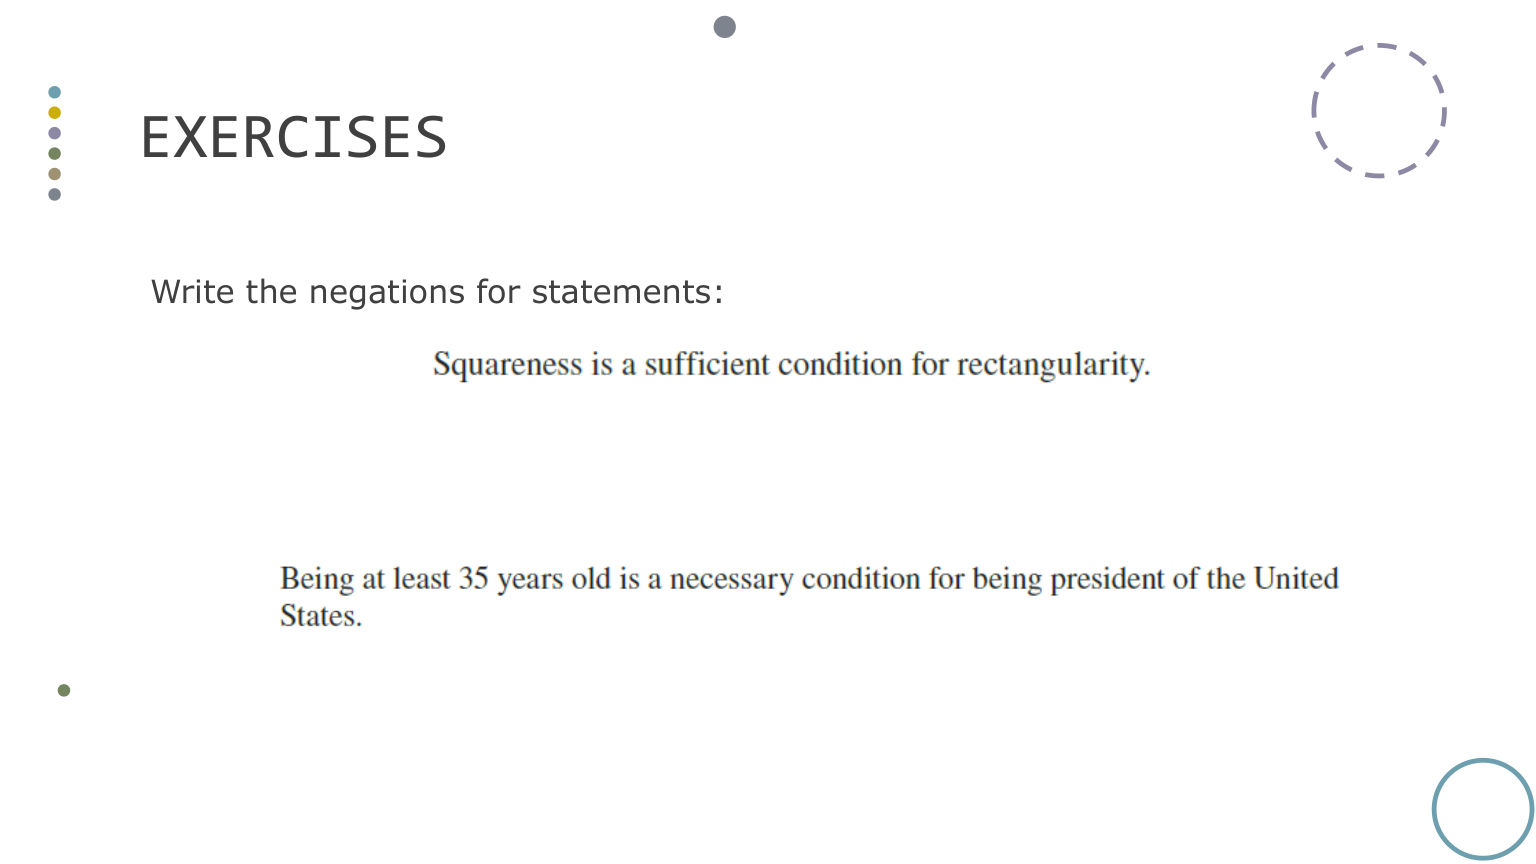 EXERCISES
Write the negations for statements:
Squareness is a sufficient condition for rectangularity.
Being at least 35 years old is a necessary condition for being president of the United
States.